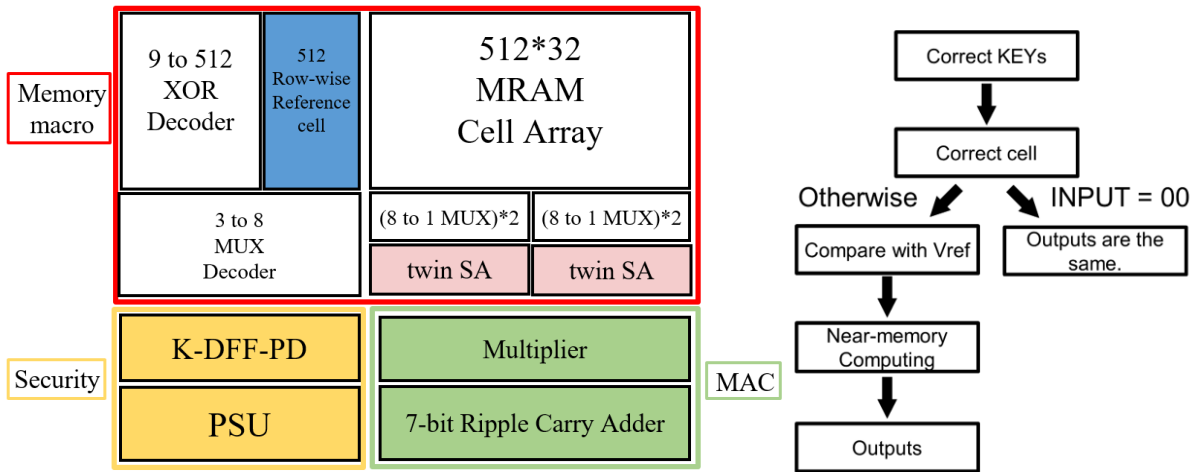 Memory
macro
9 to 512
XOR
Decoder
512
Row-wise
Reference
cell
512*32
MRAM
Cell Array
3 to 8
MUX
Decoder
(8 to 1 MUX)*2
(8 to 1 MUX)*2
twin SA
twin SA
Security
K-DFF-PD
PSU
Multiplier
7-bit Ripple Carry Adder
MAC
Correct KEYs
Correct cell
Otherwise
INPUT = 00
Compare with Vref
Outputs are the
same.
Near-memory
Computing
Outputs